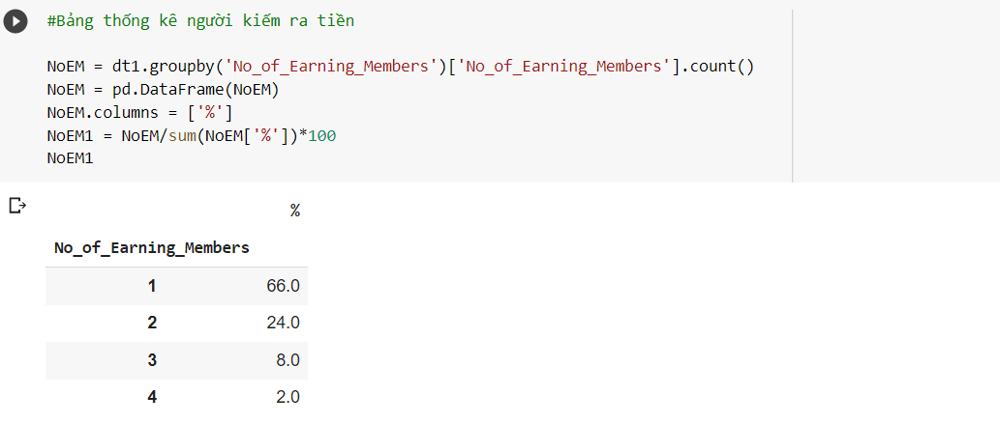 #Bảng thống kê người kiếm ra tiền
NoEM = dt1.groupby('No_of_Earning_Members')['No_of_Earning_Members'].count()
NoEM = pd.DataFrame(NoEM)
NoEM.columns = ['%']
NoEM1 = NoEM/sum(NoEM['%'])*100
NoEM1
%
No_of_Earning_Members
1 66.0
2 24.0
3 8.0
4 2.0